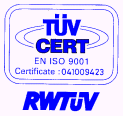 TÜV
CERT
EN ISO 9001
Certificate : 041009423
RWTÜV